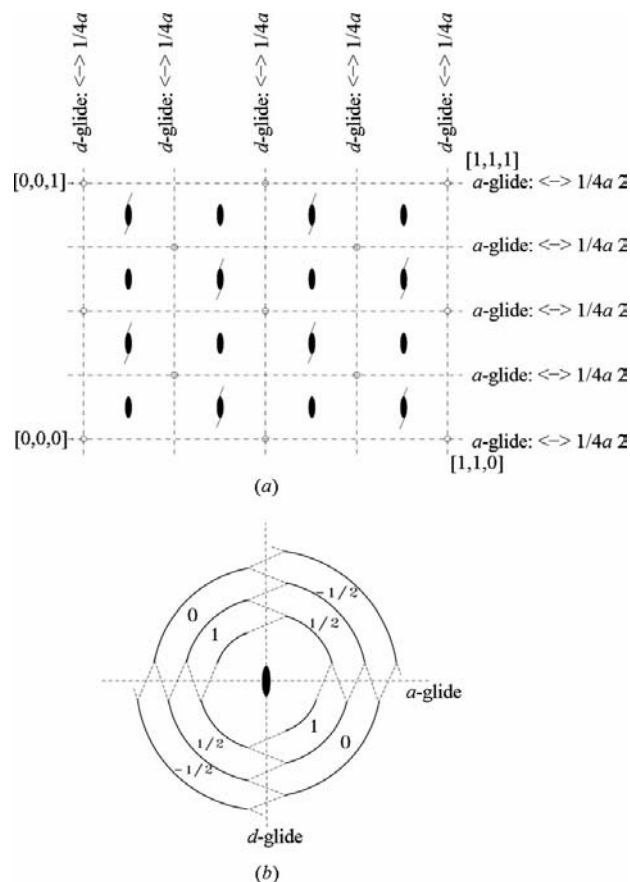 d-glide: <-> 1/4a
d-glide: <-> 1/4a
d-glide: <-> 1/4a
d-glide: <-> 1/4a
d-glide: <-> 1/4a
[1,1,1]
[0,0,1]
a-glide: <-> 1/4a 2
a-glide: <-> 1/4a 2
a-glide: <-> 1/4a 2
a-glide: <-> 1/4a 2
[0,0,0]
a-glide: <-> 1/4a 2
[1,1,0]
(a)
-1/2
0
1/2
1
a-glide
1
1/2
0
-1/2
d-glide
(b)